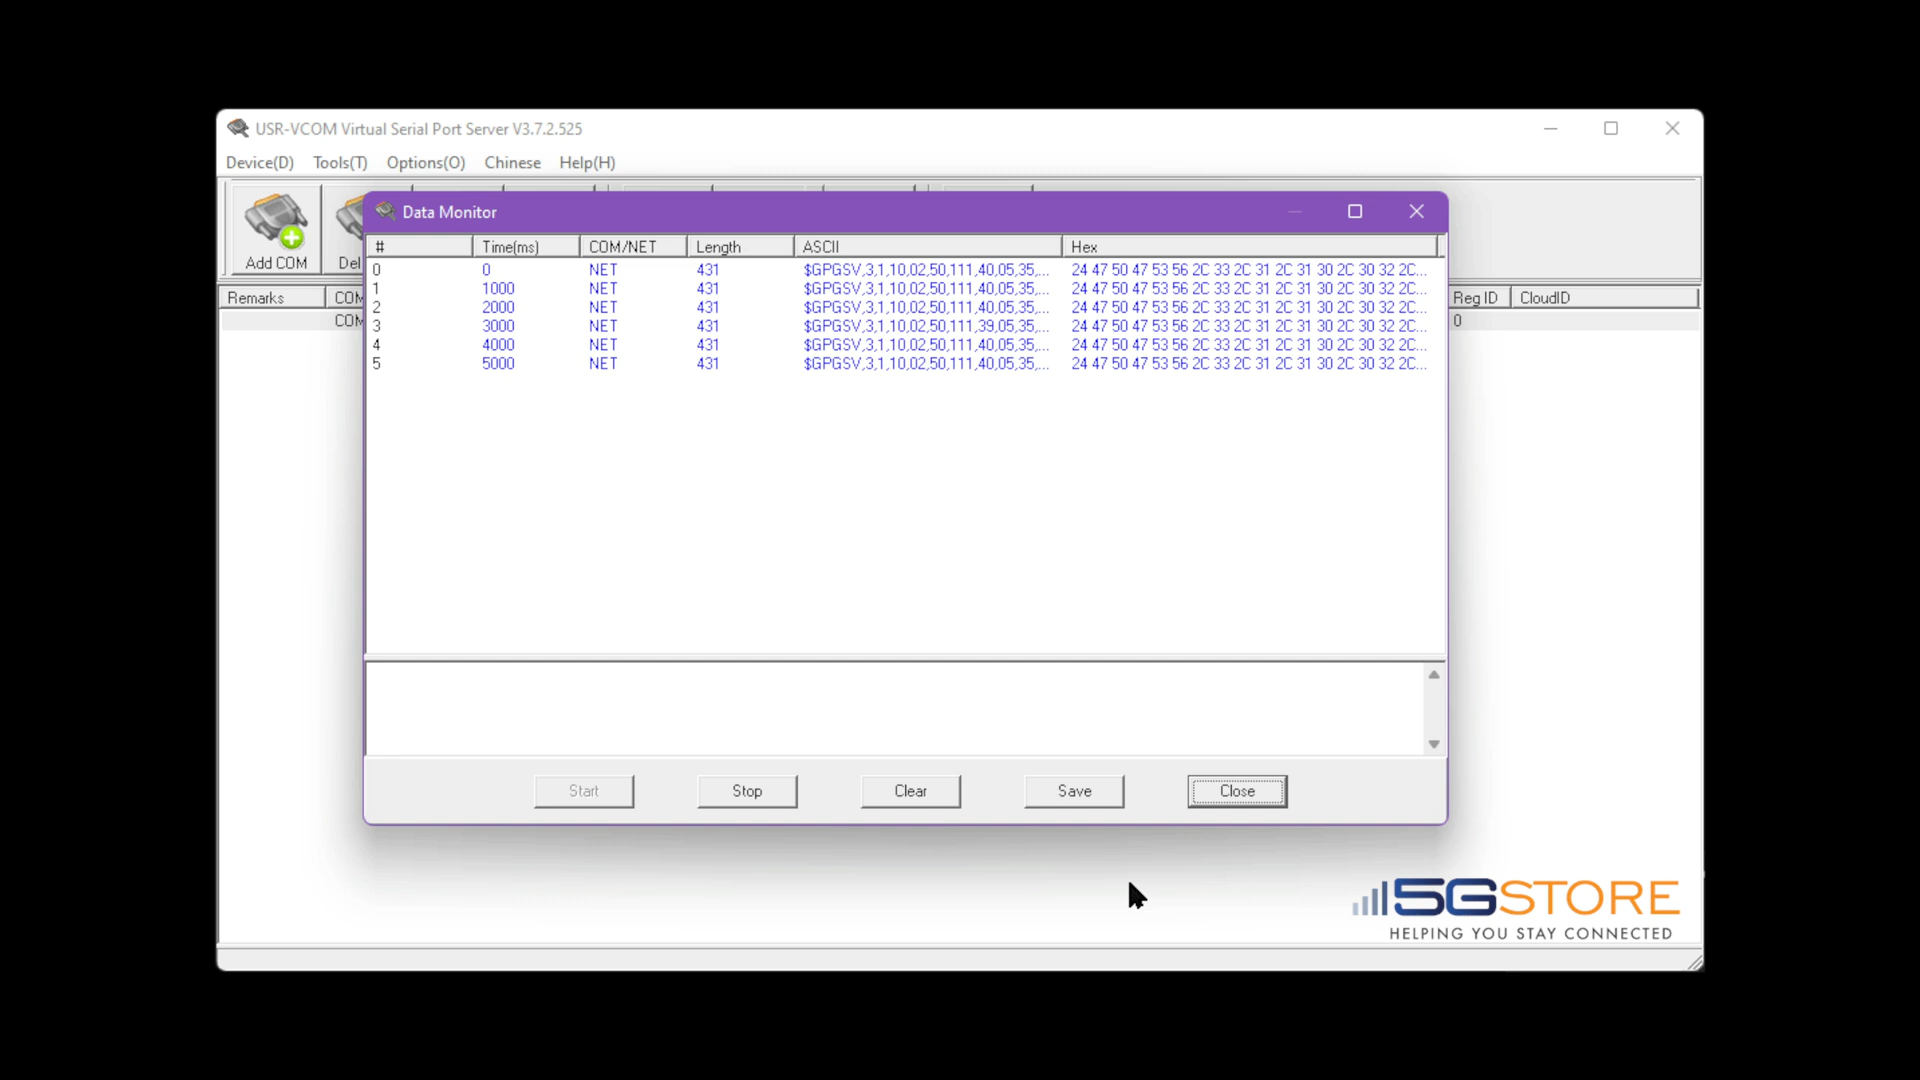 USR-VCOM Virtual Serial Port Server V3.7.2.525
Device(D) Tools(T) Options(O) Chinese Help(H)
Add COM Del
Remarks COM Reg ID CloudID
COM 0
Data Monitor
# Time(ms) COM/NET Length ASCII Hex
0 0 NET 431 $GPGSV,3,1,10,02,50,111,40,05,35,... 24 47 50 47 53 56 2C 33 2C 31 2C 31 30 2C 30 32 2C...
1 1000 NET 431 $GPGSV,3,1,10,02,50,111,40,05,35,... 24 47 50 47 53 56 2C 33 2C 31 2C 31 30 2C 30 32 2C...
2 2000 NET 431 $GPGSV,3,1,10,02,50,111,40,05,35,... 24 47 50 47 53 56 2C 33 2C 31 2C 31 30 2C 30 32 2C...
3 3000 NET 431 $GPGSV,3,1,10,02,50,111,39,05,35,... 24 47 50 47 53 56 2C 33 2C 31 2C 31 30 2C 30 32 2C...
4 4000 NET 431 $GPGSV,3,1,10,02,50,111,40,05,35,... 24 47 50 47 53 56 2C 33 2C 31 2C 31 30 2C 30 32 2C...
5 5000 NET 431 $GPGSV,3,1,10,02,50,111,40,05,35,... 24 47 50 47 53 56 2C 33 2C 31 2C 31 30 2C 30 32 2C...
Start Stop Clear Save Close
5GSTORE
HELPING YOU STAY CONNECTED